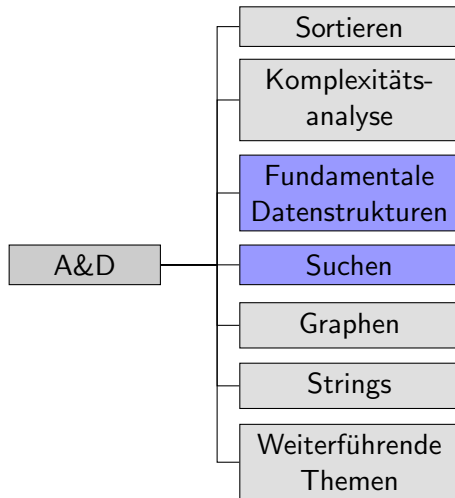 Sortieren
Komplexitäts-
analyse
Fundamentale
Datenstrukturen
A&D
Suchen
Graphen
Strings
Weiterführende
Themen